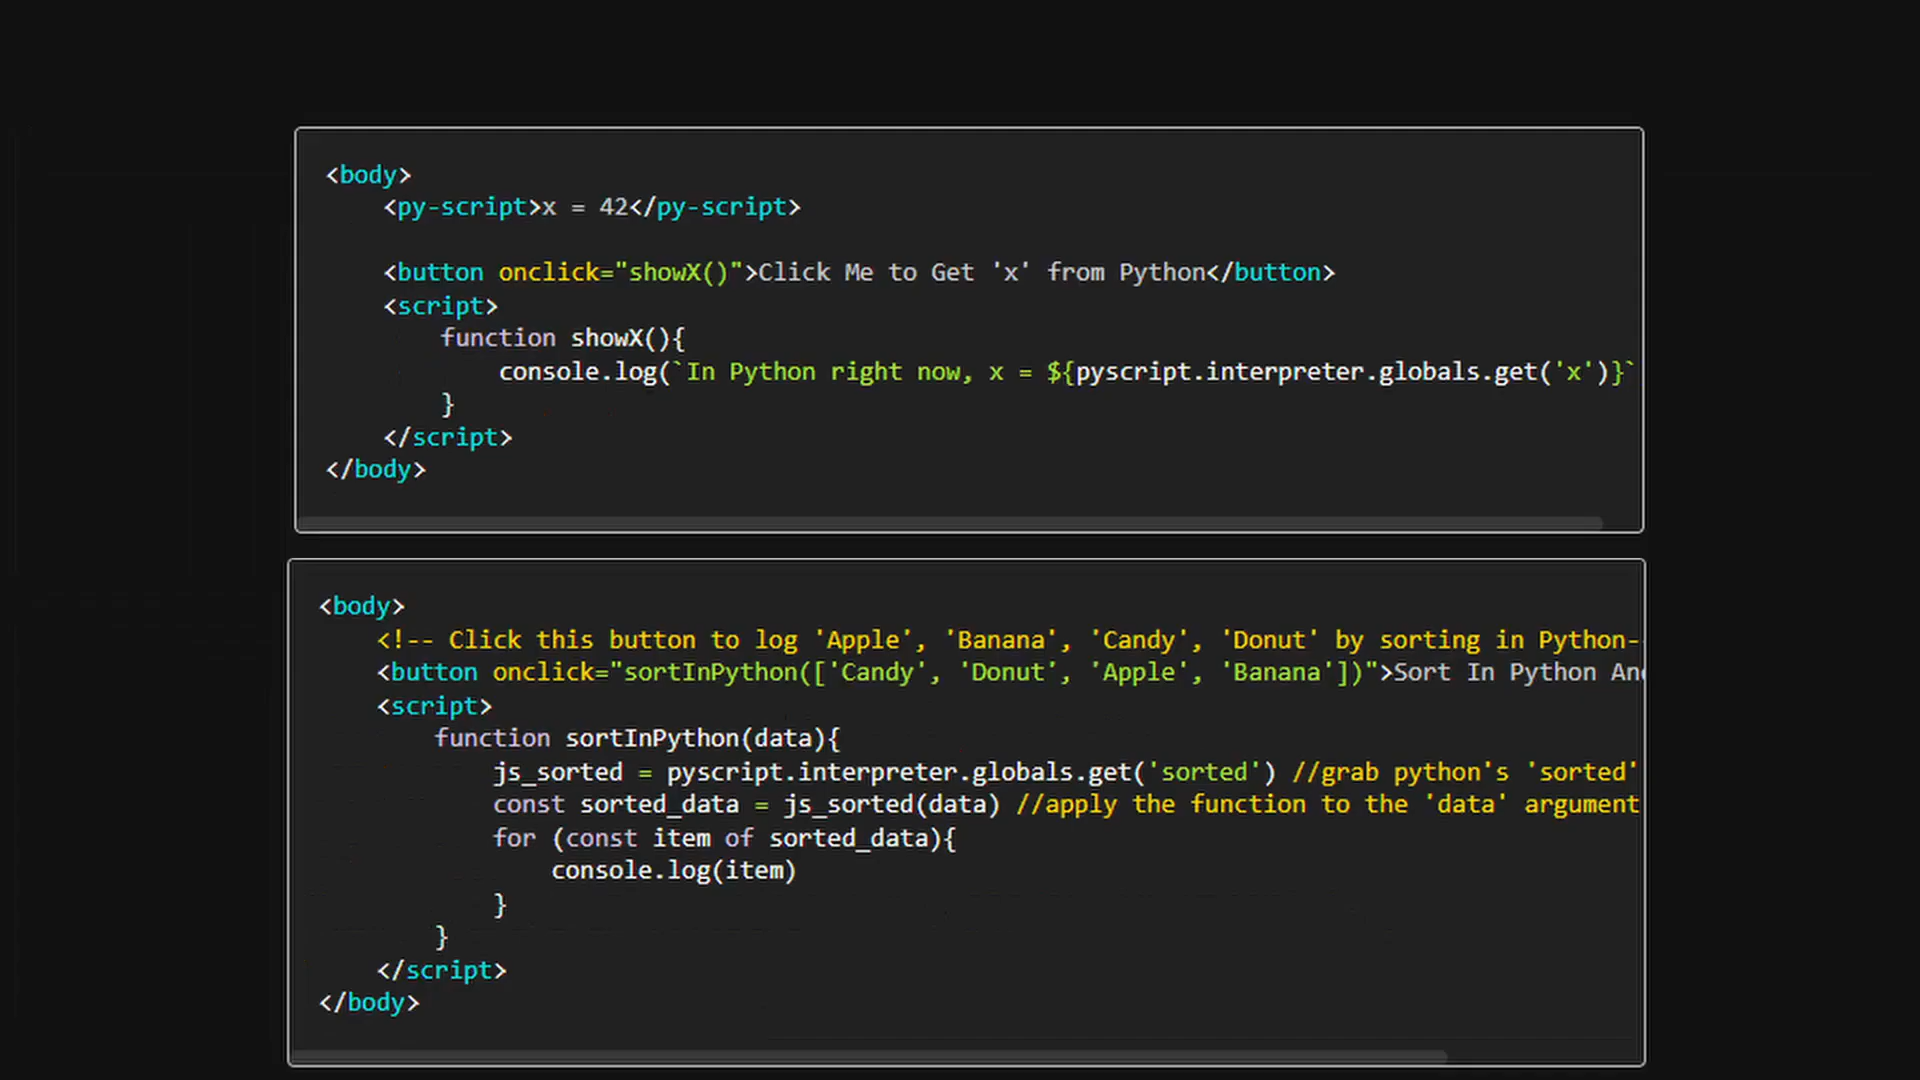 <body>
    <py-script>x = 42</py-script>

    <button onclick="showX()">Click Me to Get 'x' from Python</button>
    <script>
        function showX(){
            console.log(`In Python right now, x = ${pyscript.interpreter.globals.get('x')}`
        }
    </script>
</body>
<body>
    <!-- Click this button to log 'Apple', 'Banana', 'Candy', 'Donut' by sorting in Python-
    <button onclick="sortInPython(['Candy', 'Donut', 'Apple', 'Banana'])">Sort In Python
    <script>
        function sortInPython(data){
            js_sorted = pyscript.interpreter.globals.get('sorted') //grab python's 'sorted'
            const sorted_data = js_sorted(data) //apply the function to the 'data' argument
            for (const item of sorted_data){
                console.log(item)
            }
        }
    </script>
</body>